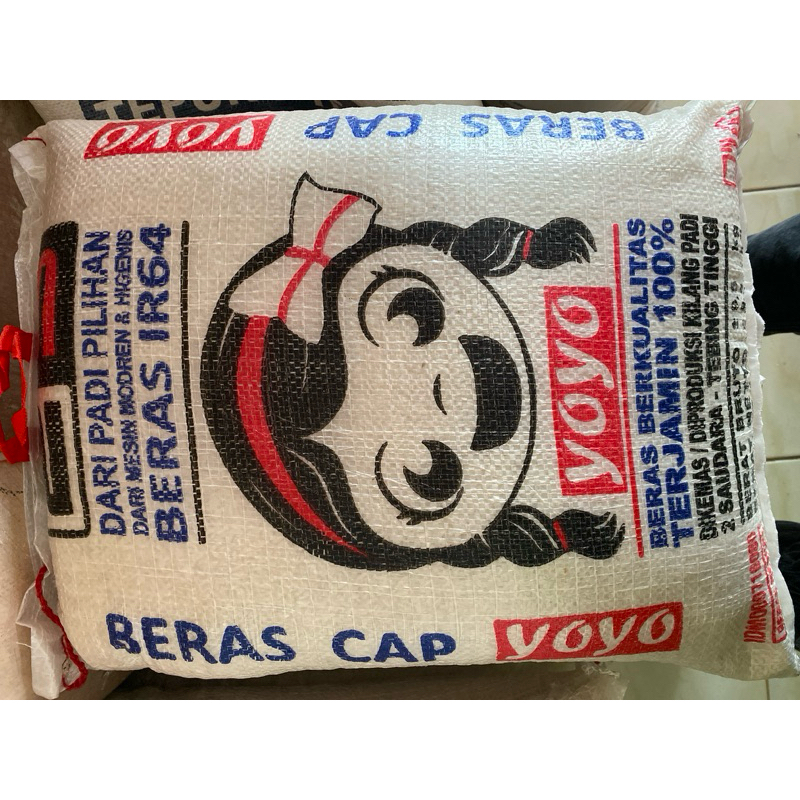 BERAS CAP yoyo
DARI PADI PILIHAN
DARI MESIN MODREN & HIGENIS
BERAS IR64
yoyo
BERAS BERKUALITAS
TERJAMIN 100%
DIKEMAS / DIPRODUKSI KILANG PADI
2 SAUDARA - TEBING TINGGI
BERAS CAP yoyo